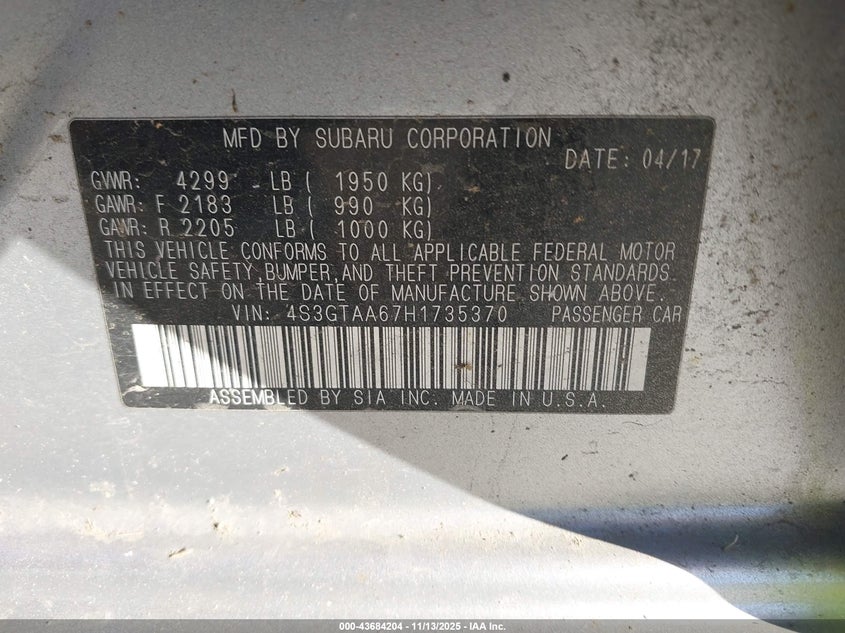 MFD BY SUBARU CORPORATION
DATE: 04/17
GVWR: 4299 LB ( 1950 KG)
GAWR: F 2183 LB ( 990 KG)
GAWR: R 2205 LB ( 1000 KG)
THIS VEHICLE CONFORMS TO ALL APPLICABLE FEDERAL MOTOR
VEHICLE SAFETY, BUMPER, AND THEFT PREVENTION STANDARDS
IN EFFECT ON THE DATE OF MANUFACTURE SHOWN ABOVE.
VIN: 4S3GTAA67H1735370 PASSENGER CAR
ASSEMBLED BY SIA INC. MADE IN U.S.A.
000-43684204 - 11/13/2025 - IAA Inc.